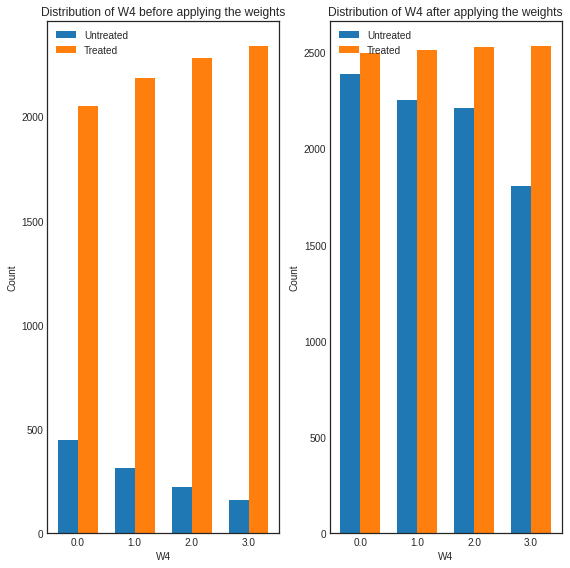 Distribution of W4 before applying the weights
Untreated
Treated
2000
1500
1000
500
0
Count
0.0 1.0 2.0 3.0
W4
Distribution of W4 after applying the weights
Untreated
Treated
2500
2000
1500
1000
500
0
Count
0.0 1.0 2.0 3.0
W4